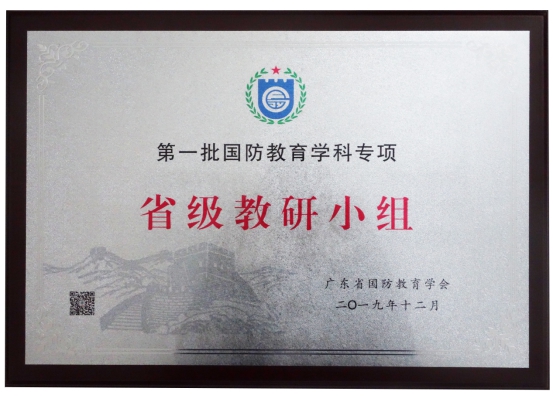 第一批国防教育学科专项
省级教研小组
广东省国防教育学会
二〇一九年十二月